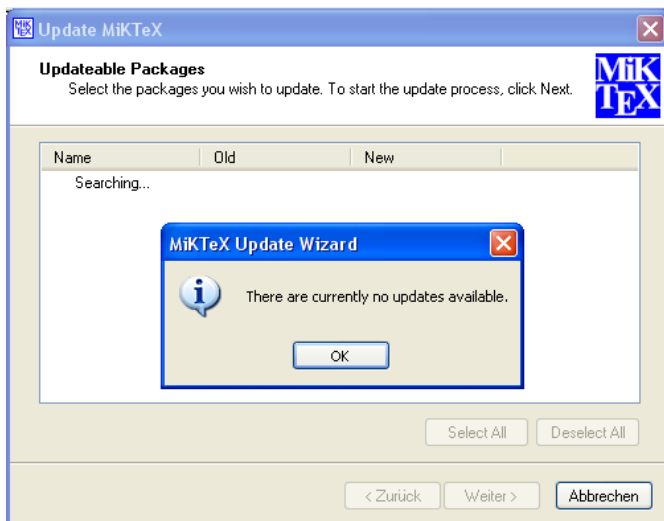 Update MiKTeX
Updateable Packages
Select the packages you wish to update. To start the update process, click Next.
MiK
TEX
Name Old New
Searching...
MiKTeX Update Wizard
There are currently no updates available.
OK
Select All Deselect All
< Zurück Weiter > Abbrechen